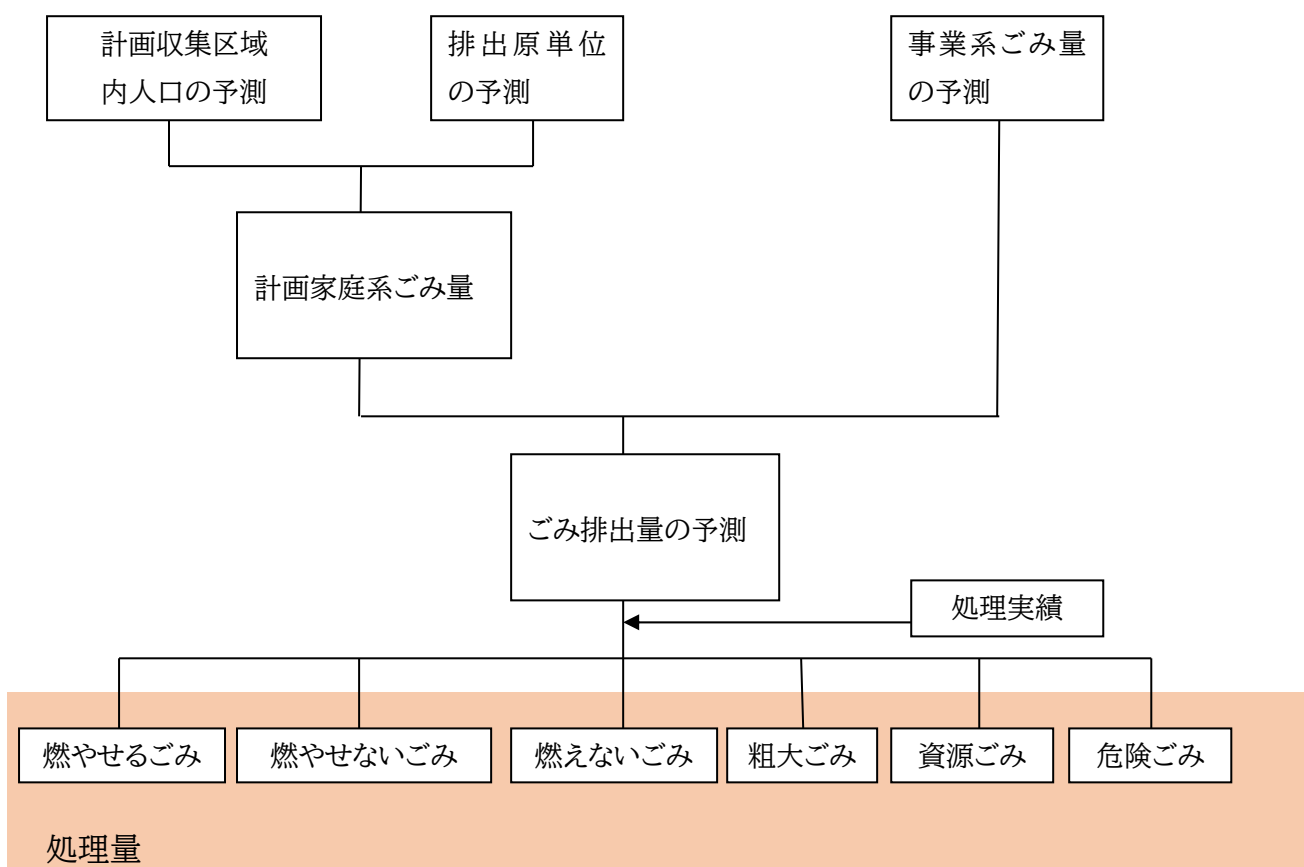 計画収集区域
内人口の予測
排出原単位
の予測
事業系ごみ量
の予測
計画家庭系ごみ量
ごみ排出量の予測
処理実績
燃やせるごみ
燃やせないごみ
燃えないごみ
粗大ごみ
資源ごみ
危険ごみ
処理量